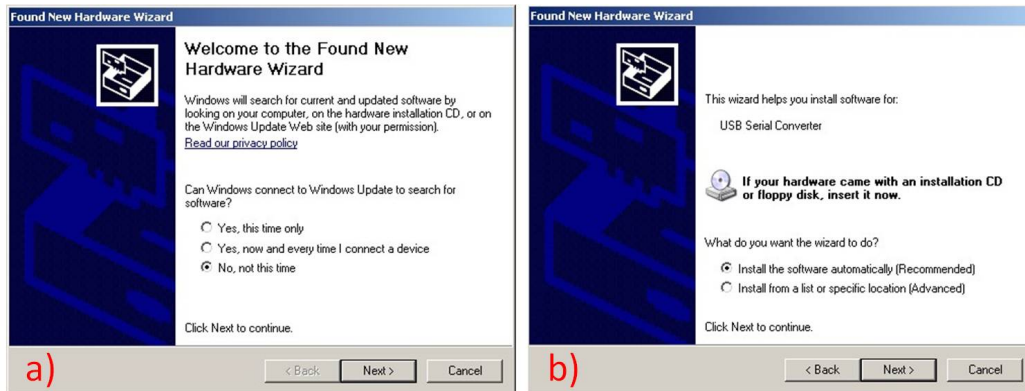 Found New Hardware Wizard
Welcome to the Found New
Hardware Wizard
Windows will search for current and updated software by
looking on your computer, on the hardware installation CD, or on
the Windows Update Web site (with your permission).
Read our privacy policy
Can Windows connect to Windows Update to search for
software?
Yes, this time only
Yes, now and every time I connect a device
No, not this time
Click Next to continue.
a)
< Back
Next >
Cancel
Found New Hardware Wizard
This wizard helps you install software for:
USB Serial Converter
If your hardware came with an installation CD
or floppy disk, insert it now.
What do you want the wizard to do?
Install the software automatically (Recommended)
Install from a list or specific location (Advanced)
Click Next to continue.
b)
< Back
Next >
Cancel